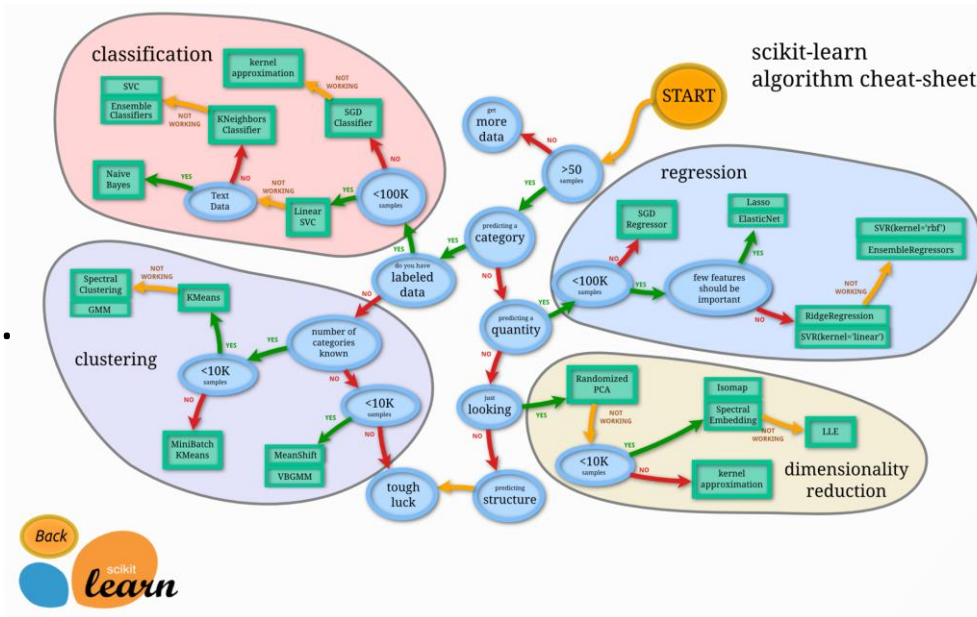 scikit-learn
algorithm cheat-sheet
START
classification
kernel
approximation
NOT
WORKING
SVC
Ensemble
Classifiers
NOT
WORKING
KNeighbors
Classifier
SGD
Classifier
NO
NO
Naive
Bayes
YES
Text
Data
NOT
WORKING
Linear
SVC
YES
<100K
samples
get
more
data
NO
>50
samples
YES
predicting a
category
YES
do you have
labeled
data
YES
NO
NO
predicting a
quantity
YES
NO
just
looking
YES
NO
predicting
structure
tough
luck
regression
SGD
Regressor
NO
<100K
samples
YES
Lasso
ElasticNet
YES
few features
should be
important
NO
SVR(kernel='rbf')
EnsembleRegressors
NOT
WORKING
RidgeRegression
SVR(kernel='linear')
clustering
Spectral
Clustering
GMM
NOT
WORKING
KMeans
YES
<10K
samples
YES
number of
categories
known
NO
NO
MiniBatch
KMeans
<10K
samples
YES
NO
MeanShift
VBGMM
dimensionality
reduction
Randomized
PCA
NOT
WORKING
<10K
samples
YES
NO
Isomap
Spectral
Embedding
NOT
WORKING
LLE
kernel
approximation
Back
scikit
learn